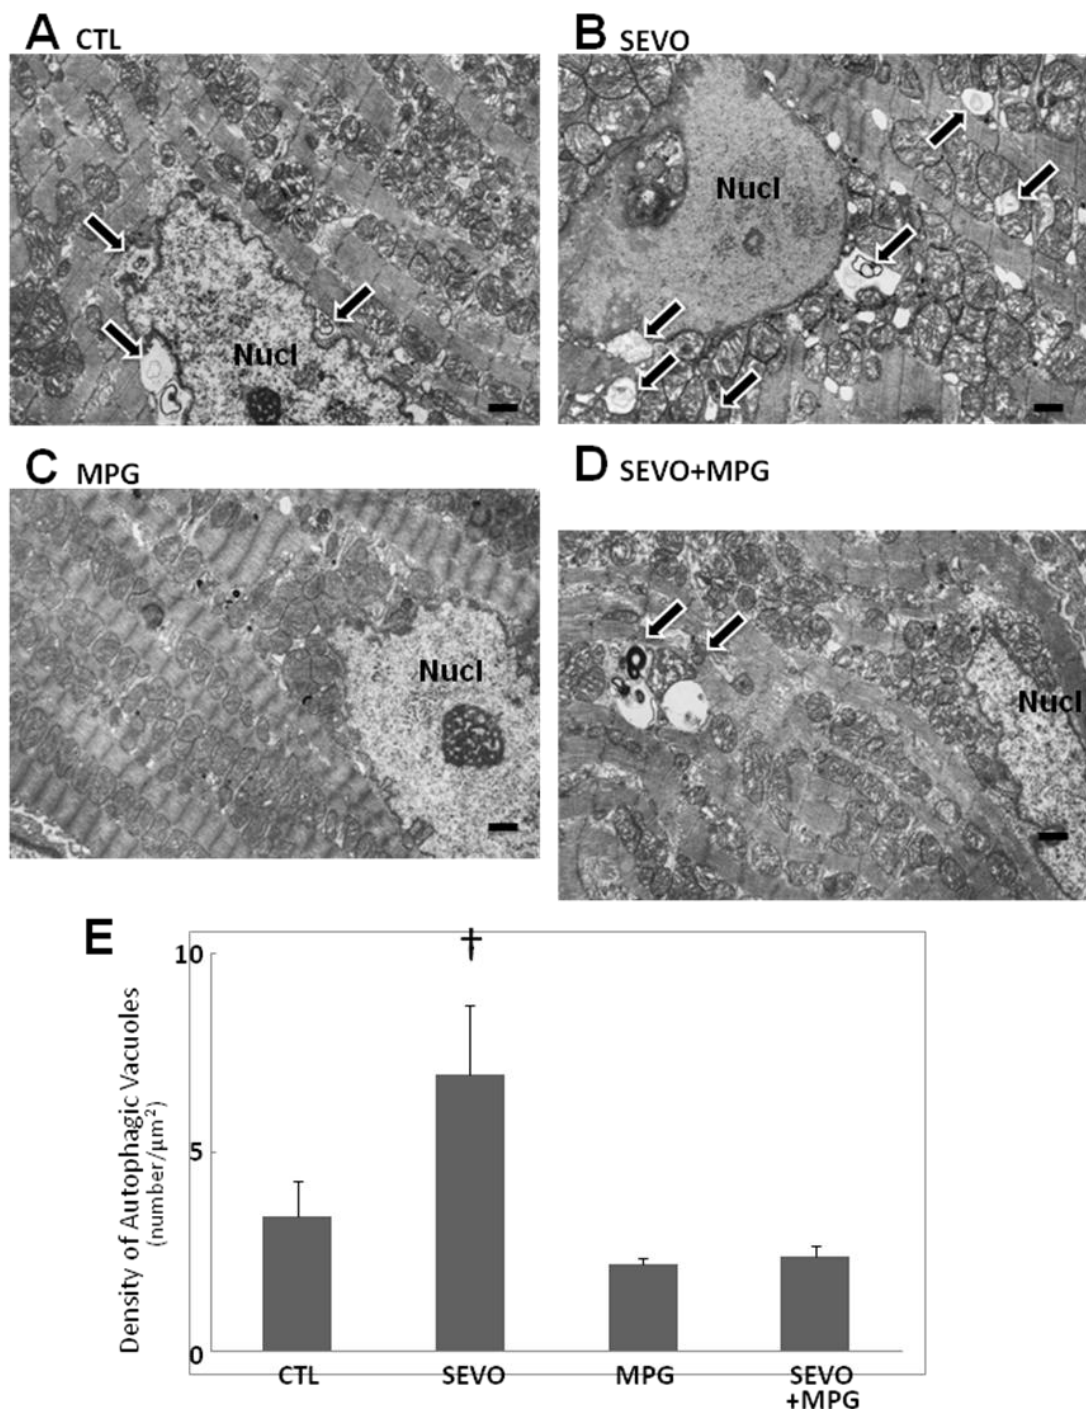 A CTL
B SEVO
Nucl
Nucl
C MPG
D SEVO+MPG
Nucl
Nucl
E
†
10
5
0
Density of Autophagic Vacuoles
(number/µm²)
CTL
SEVO
MPG
SEVO
+MPG